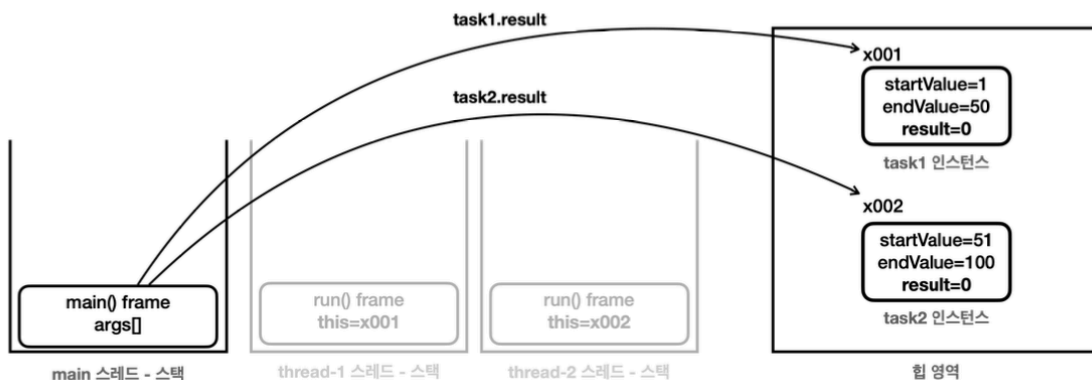 task1.result
x001
startValue=1
endValue=50
result=0
task1 인스턴스
task2.result
x002
startValue=51
endValue=100
result=0
task2 인스턴스
main() frame
args[]
run() frame
this=x001
run() frame
this=x002
main 스레드 - 스택
thread-1 스레드 - 스택
thread-2 스레드 - 스택
힙 영역